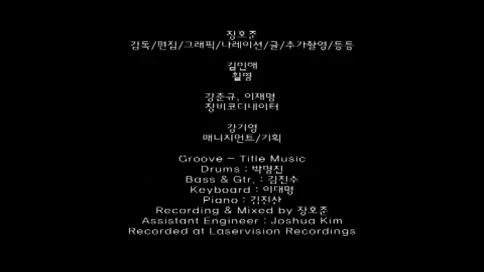 장호준
감독/편집/그래픽/나레이션/글/추가촬영/등등
김민애
촬영
강춘규, 이재명
장비코디네이터
강기영
매니지먼트/기획
Groove - Title Music
Drums : 박명진
Bass & Gtr. : 김진수
Keyboard : 이대명
Piano : 김진산
Recording & Mixed by 장호준
Assistant Engineer : Joshua Kim
Recorded at Laservision Recordings